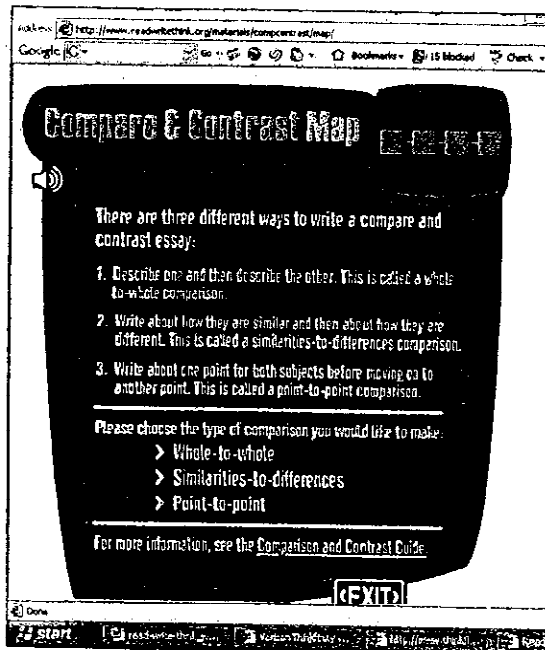 Address http://www.readwritethink.org/materials/compcontrast/map/
Google Go Bookmarks 15 blocked Check
Compare & Contrast Map
There are three different ways to write a compare and
contrast essay:
1. Describe one and then describe the other. This is called a whole
to-whole comparison.
2. Write about how they are similar and then about how they are
different. This is called a similarities-to-differences comparison.
3. Write about one point for both subjects before moving on to
another point. This is called a point-to-point comparison.
Please choose the type of comparison you would like to make:
> Whole-to-whole
> Similarities-to-differences
> Point-to-point
For more information, see the Comparison and Contrast Guide.
(EXIT)
Done
start